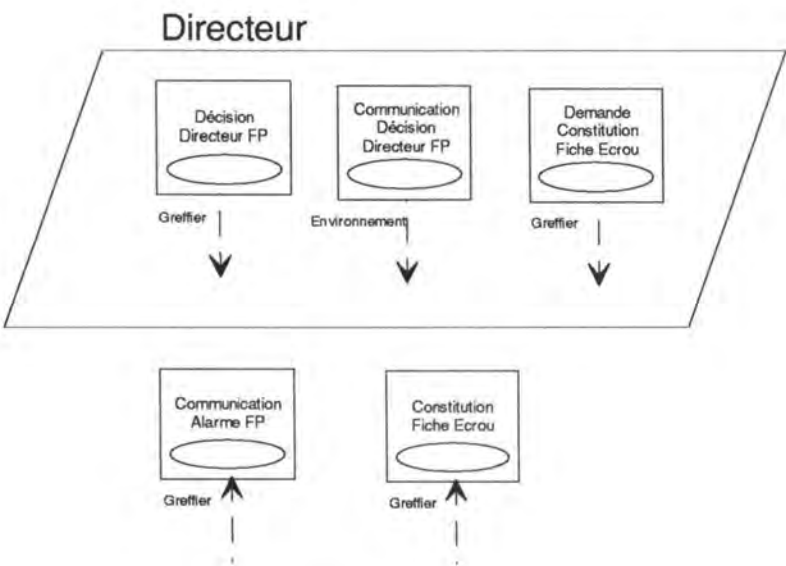 Directeur
Décision
Directeur FP
Communication
Décision
Directeur FP
Demande
Constitution
Fiche Ecrou
Greffier
Environnement
Greffier
Communication
Alarme FP
Constitution
Fiche Ecrou
Greffier
Greffier